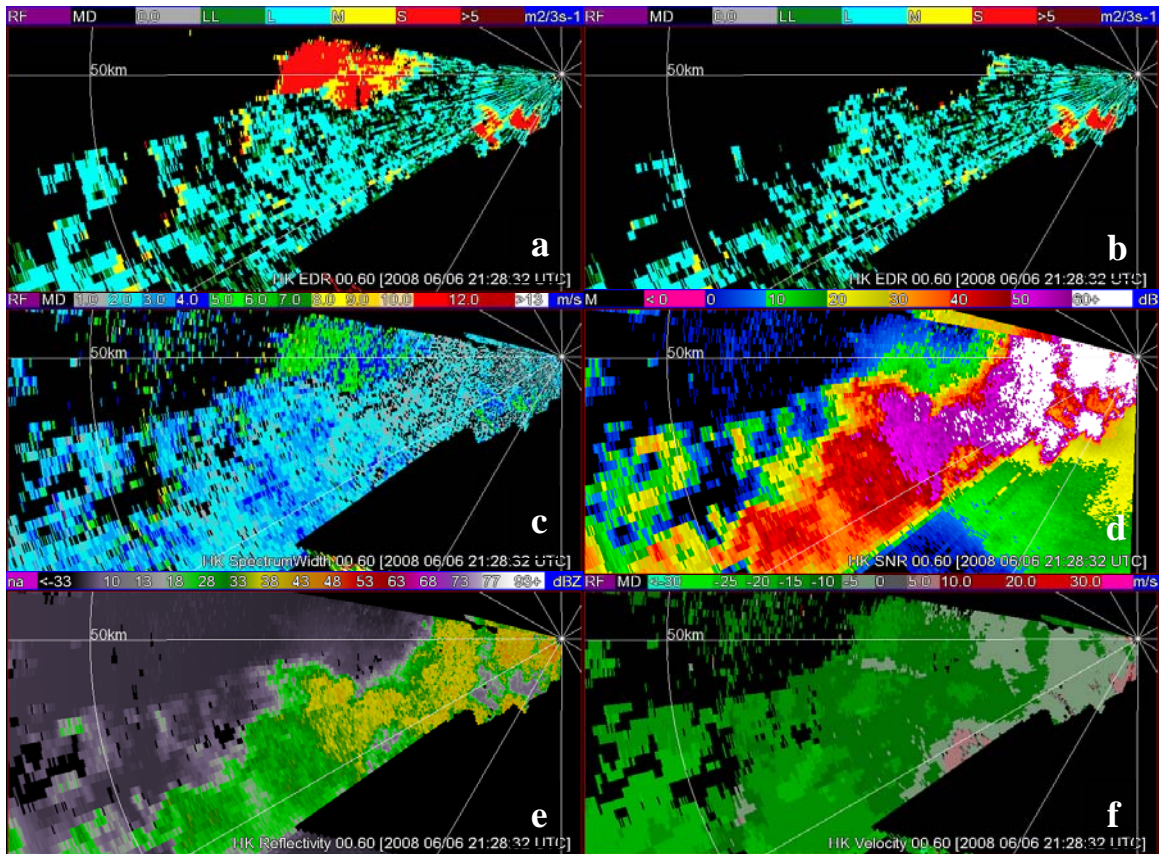 RF MD 0.0 LL L M S >5 m2/3s-1
50km
a
HK EDR 00.60 [2008 06/06 21:28:32 UTC]
RF MD 0.0 LL L M S >5 m2/3s-1
50km
b
HK EDR 00.60 [2008 06/06 21:28:32 UTC]
RF MD 1.0 2.0 3.0 4.0 5.0 6.0 7.0 8.0 9.0 10.0 12.0 >13 m/s
50km
c
HK SpectrumWidth 00.60 [2008 06/06 21:28:32 UTC]
M < 0 0 10 20 30 40 50 60+ dB
50km
d
HK SNR 00.60 [2008 06/06 21:28:32 UTC]
na <-33 10 13 18 23 28 33 38 43 48 53 63 68 73 77 93+ dBZ
50km
e
HK Reflectivity 00.60 [2008 06/06 21:28:32 UTC]
RF MD <-30 -25 -20 -15 -10 -5 0 5.0 10.0 20.0 30.0 m/s
50km
f
HK Velocity 00.60 [2008 06/06 21:28:32 UTC]